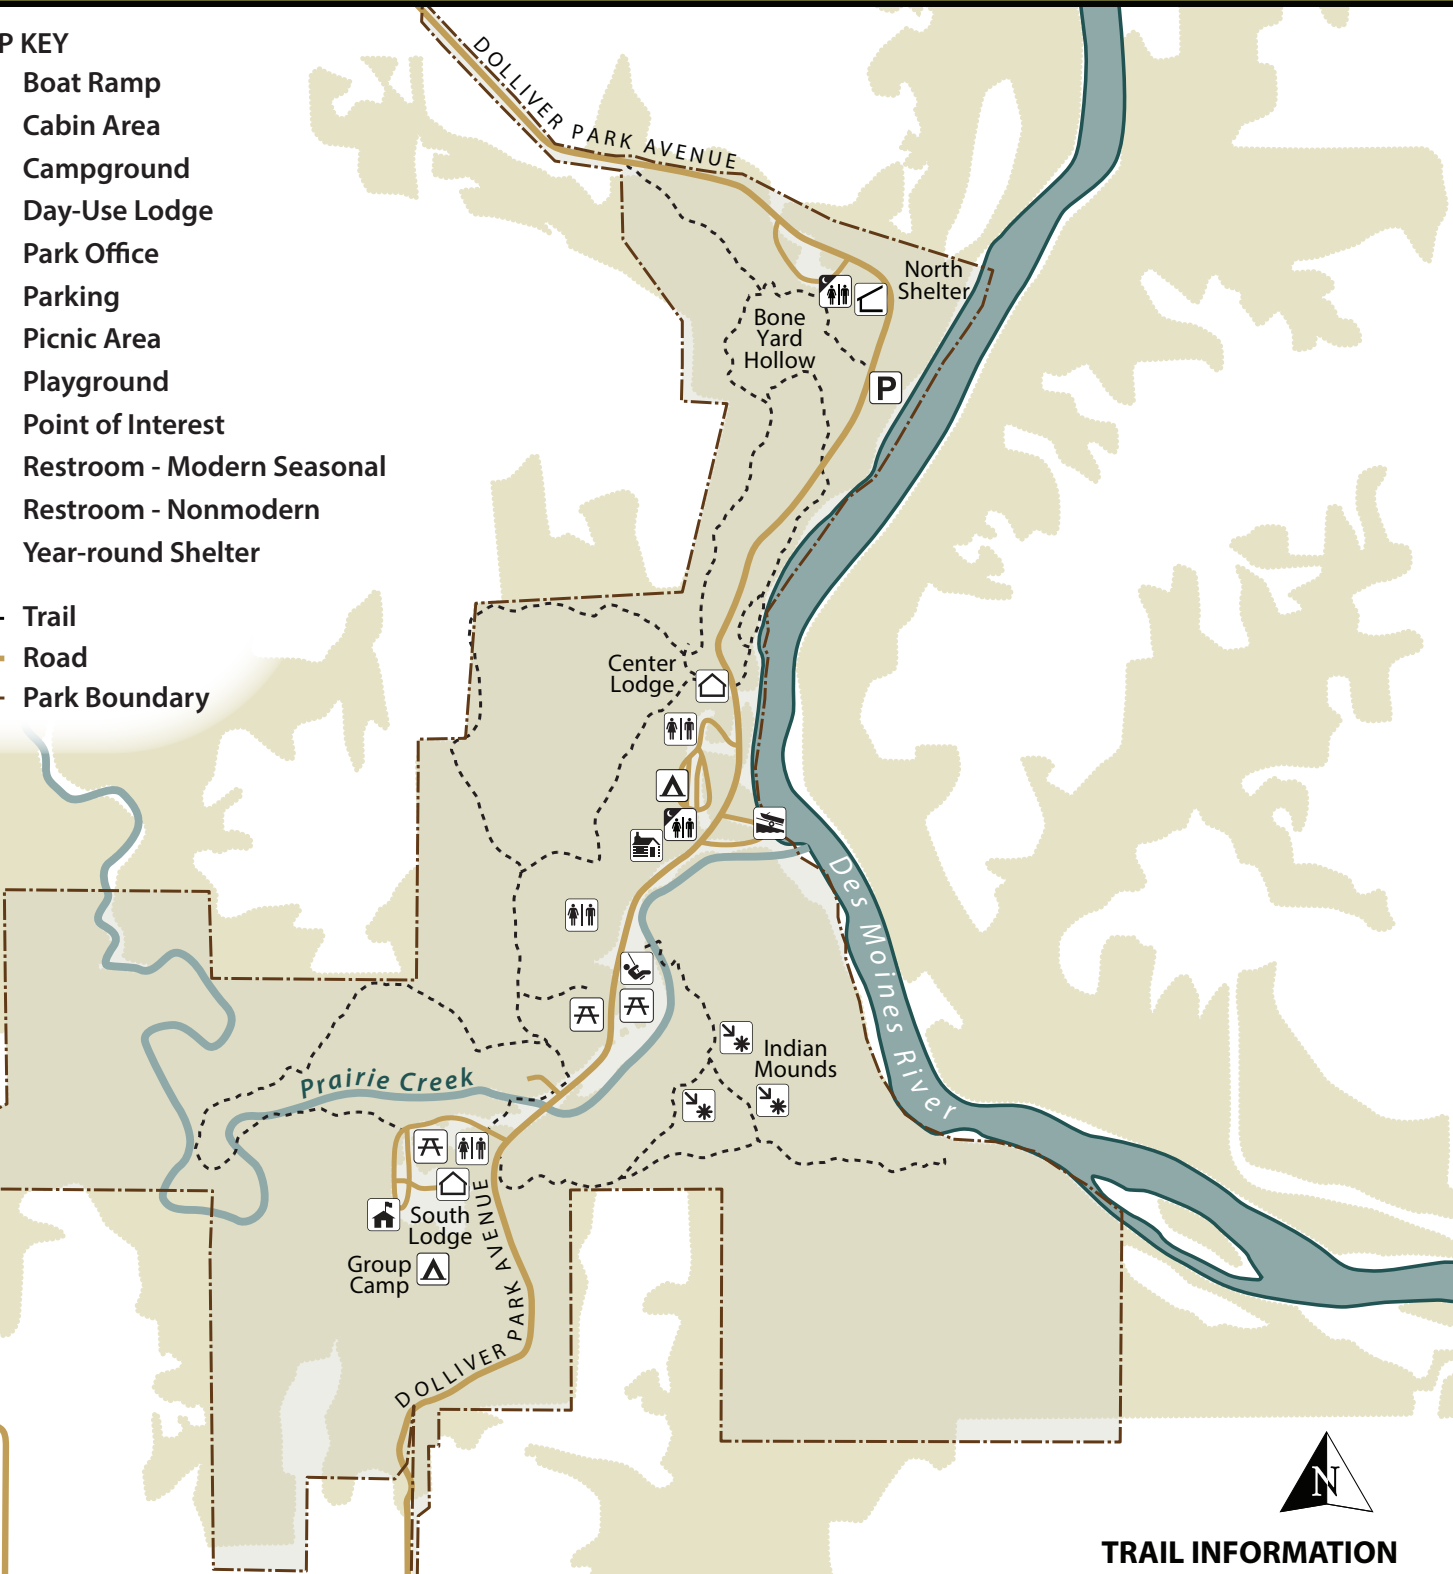 P KEY
Boat Ramp
Cabin Area
Campground
Day-Use Lodge
Park Office
Parking
Picnic Area
Playground
Point of Interest
Restroom - Modern Seasonal
Restroom - Nonmodern
Year-round Shelter
Trail
Road
Park Boundary
DOLLIVER PARK AVENUE
North
Shelter
Bone
Yard
Hollow
P
Center
Lodge
Des Moines River
Indian
Mounds
Prairie Creek
South
Lodge
Group
Camp
DOLLIVER PARK AVENUE
N
TRAIL INFORMATION